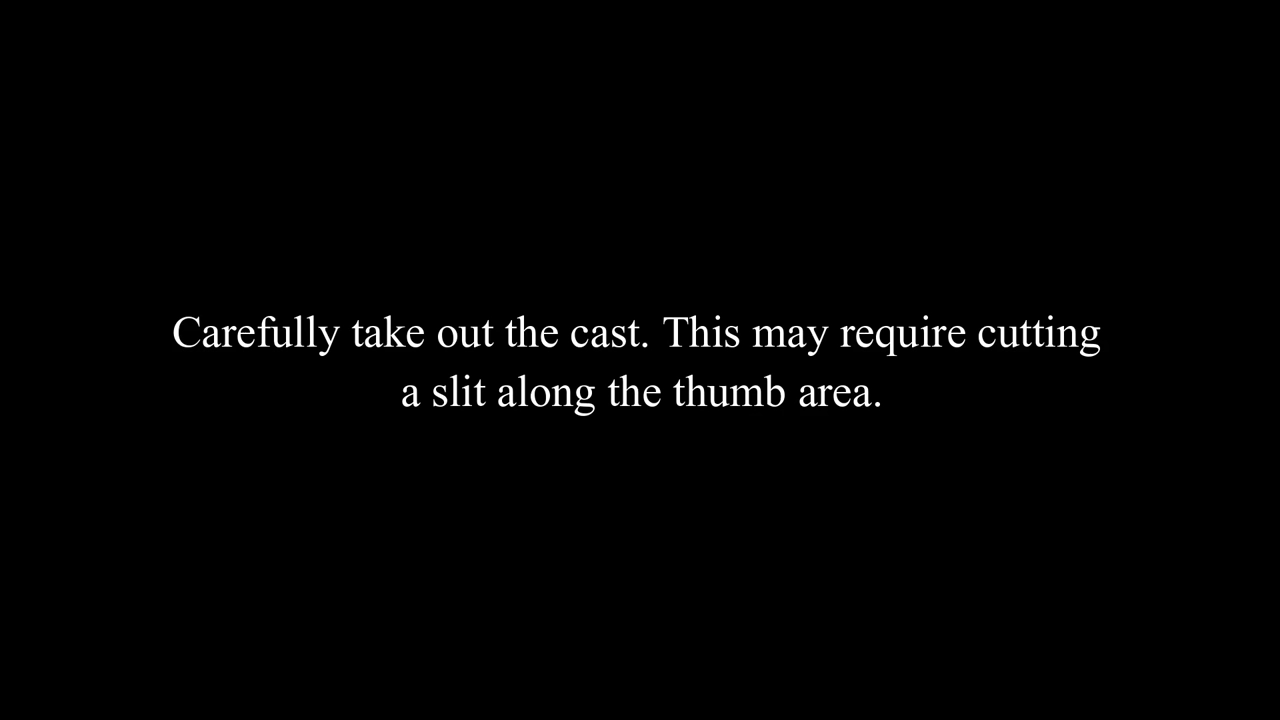 Carefully take out the cast. This may require cutting
a slit along the thumb area.